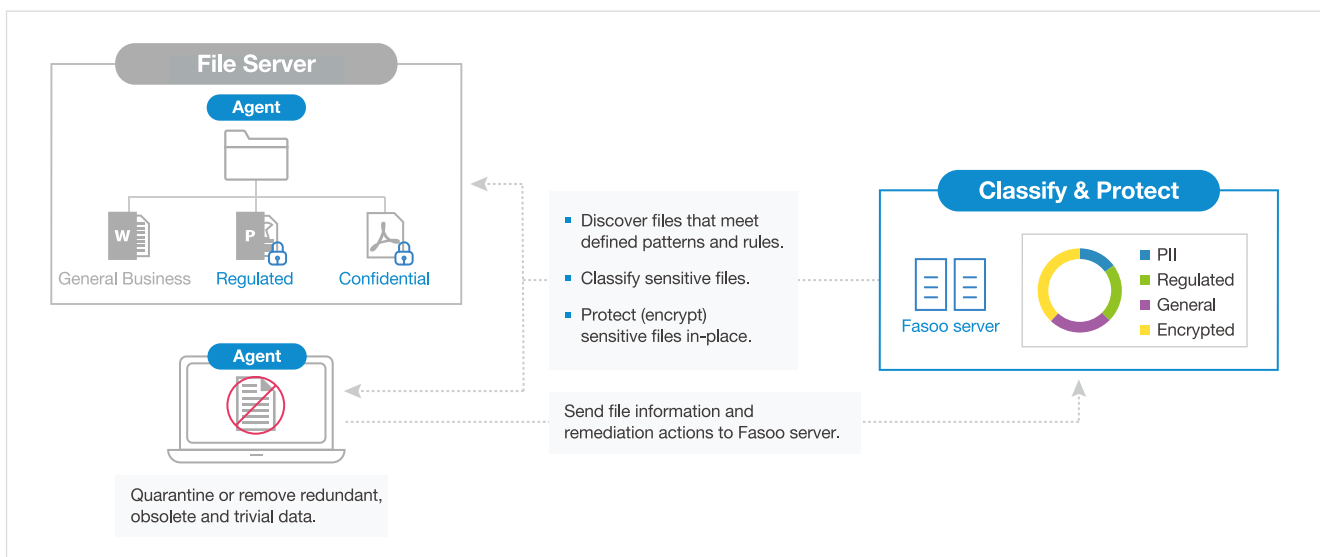 File Server
Agent
W
P
General Business
Regulated
Confidential
Agent
Quarantine or remove redundant,
obsolete and trivial data.
Discover files that meet
defined patterns and rules.
Classify sensitive files.
Protect (encrypt)
sensitive files in-place.
Send file information and
remediation actions to Fasoo server.
Classify & Protect
Fasoo server
PII
Regulated
General
Encrypted